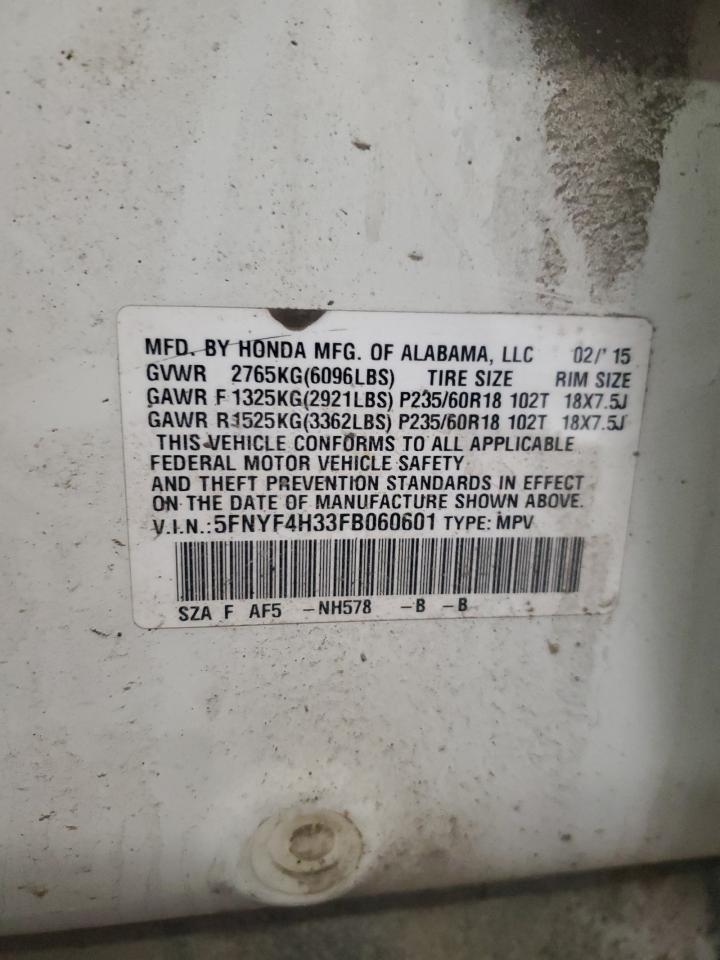 MFD. BY HONDA MFG. OF ALABAMA, LLC 02/'15
GVWR 2765KG(6096LBS) TIRE SIZE RIM SIZE
GAWR F 1325KG(2921LBS) P235/60R18 102T 18X7.5J
GAWR R1525KG(3362LBS) P235/60R18 102T 18X7.5J
THIS VEHICLE CONFORMS TO ALL APPLICABLE
FEDERAL MOTOR VEHICLE SAFETY
AND THEFT PREVENTION STANDARDS IN EFFECT
ON THE DATE OF MANUFACTURE SHOWN ABOVE.
V.I.N.: 5FNYF4H33FB060601 TYPE: MPV
SZA F AF5 -NH578 -B -B